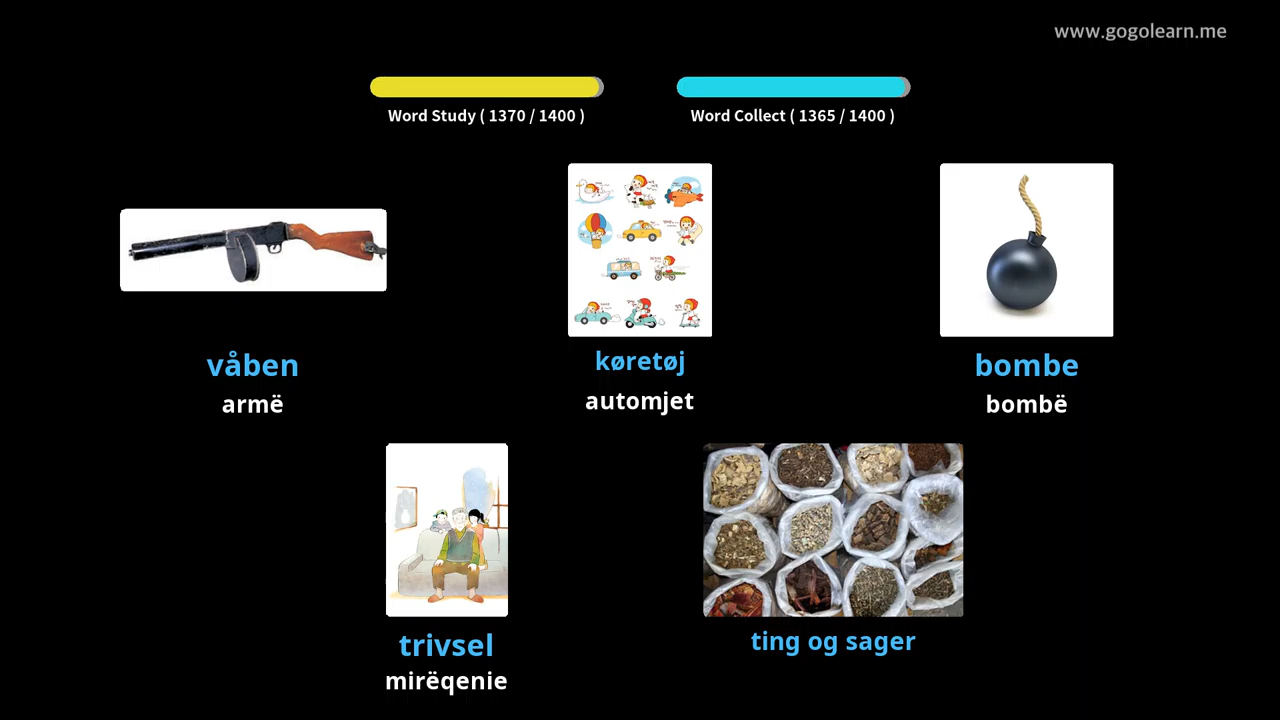 www.gogolearn.me
Word Study ( 1370 / 1400 )
Word Collect ( 1365 / 1400 )
våben
armë
køretøj
automjet
bombe
bombë
trivsel
mirëqenie
ting og sager